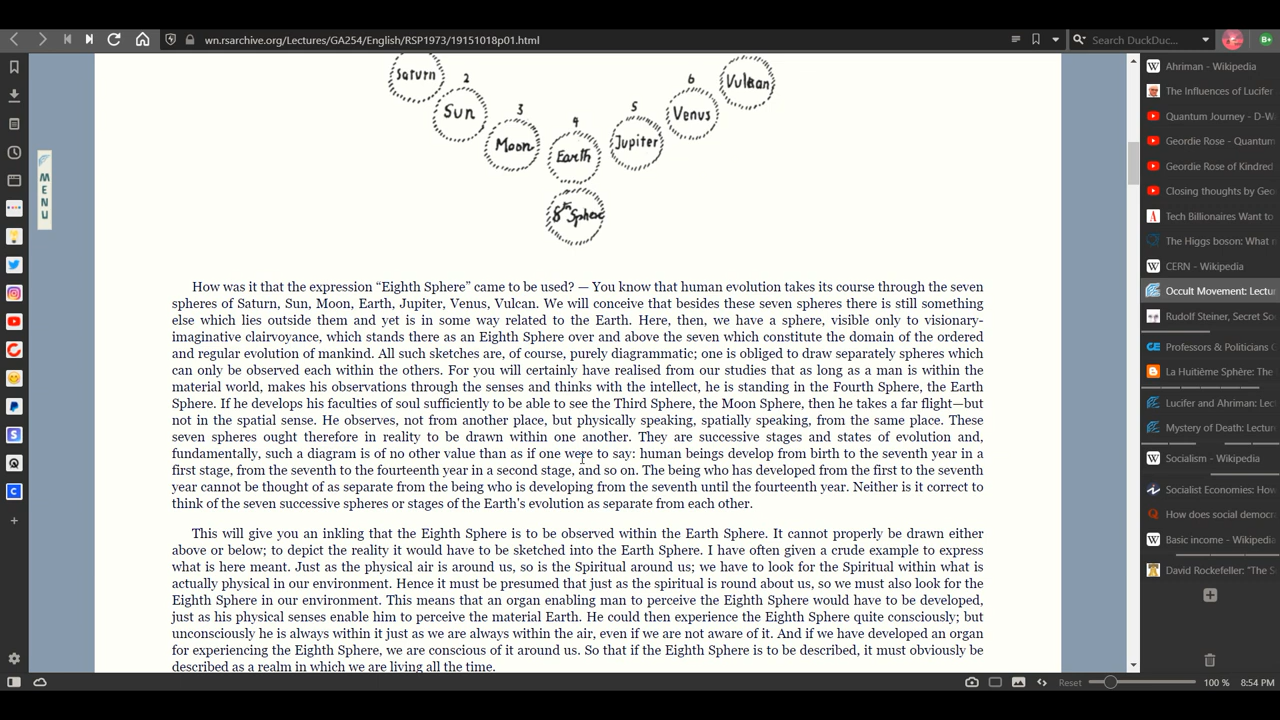 wn.rsarchive.org/Lectures/GA254/English/RSP1973/19151018p01.html
Search DuckDuc...
B+
MENU
Saturn
2
Sun
3
Moon
4
Earth
5
Jupiter
6
Venus
Vulcan
8th Sphere
How was it that the expression “Eighth Sphere” came to be used? — You know that human evolution takes its course through the seven
spheres of Saturn, Sun, Moon, Earth, Jupiter, Venus, Vulcan. We will conceive that besides these seven spheres there is still something
else which lies outside them and yet is in some way related to the Earth. Here, then, we have a sphere, visible only to visionary-
imaginative clairvoyance, which stands there as an Eighth Sphere over and above the seven which constitute the domain of the ordered
and regular evolution of mankind. All such sketches are, of course, purely diagrammatic; one is obliged to draw separately spheres which
can only be observed each within the others. For you will certainly have realised from our studies that as long as a man is within the
material world, makes his observations through the senses and thinks with the intellect, he is standing in the Fourth Sphere, the Earth
Sphere. If he develops his faculties of soul sufficiently to be able to see the Third Sphere, the Moon Sphere, then he takes a far flight—but
not in the spatial sense. He observes, not from another place, but physically speaking, spatially speaking, from the same place. These
seven spheres ought therefore in reality to be drawn within one another. They are successive stages and states of evolution and,
fundamentally, such a diagram is of no other value than as if one were to say: human beings develop from birth to the seventh year in a
first stage, from the seventh to the fourteenth year in a second stage, and so on. The being who has developed from the first to the seventh
year cannot be thought of as separate from the being who is developing from the seventh until the fourteenth year. Neither is it correct to
think of the seven successive spheres or stages of the Earth's evolution as separate from each other.
This will give you an inkling that the Eighth Sphere is to be observed within the Earth Sphere. It cannot properly be drawn either
above or below; to depict the reality it would have to be sketched into the Earth Sphere. I have often given a crude example to express
what is here meant. Just as the physical air is around us, so is the Spiritual around us; we have to look for the Spiritual within what is
actually physical in our environment. Hence it must be presumed that just as the spiritual is round about us, so we must also look for the
Eighth Sphere in our environment. This means that an organ enabling man to perceive the Eighth Sphere would have to be developed,
just as his physical senses enable him to perceive the material Earth. He could then experience the Eighth Sphere quite consciously; but
unconsciously he is always within it just as we are always within the air, even if we are not aware of it. And if we have developed an organ
for experiencing the Eighth Sphere, we are conscious of it around us. So that if the Eighth Sphere is to be described, it must obviously be
described as a realm in which we are living all the time.
Ahriman - Wikipedia
The Influences of Lucifer
Quantum Journey - D-W
Geordie Rose - Quantum
Geordie Rose of Kindred
Closing thoughts by Geor
Tech Billionaires Want to
The Higgs boson: What n
CERN - Wikipedia
Occult Movement: Lectur
Rudolf Steiner, Secret So
Professors & Politicians C
La Huitième Sphère: The
Lucifer and Ahriman: Lect
Mystery of Death: Lecture
Socialism - Wikipedia
Socialist Economies: How
How does social democr
Basic income - Wikipedia
David Rockefeller: "The S
Reset
100 %
8:54 PM